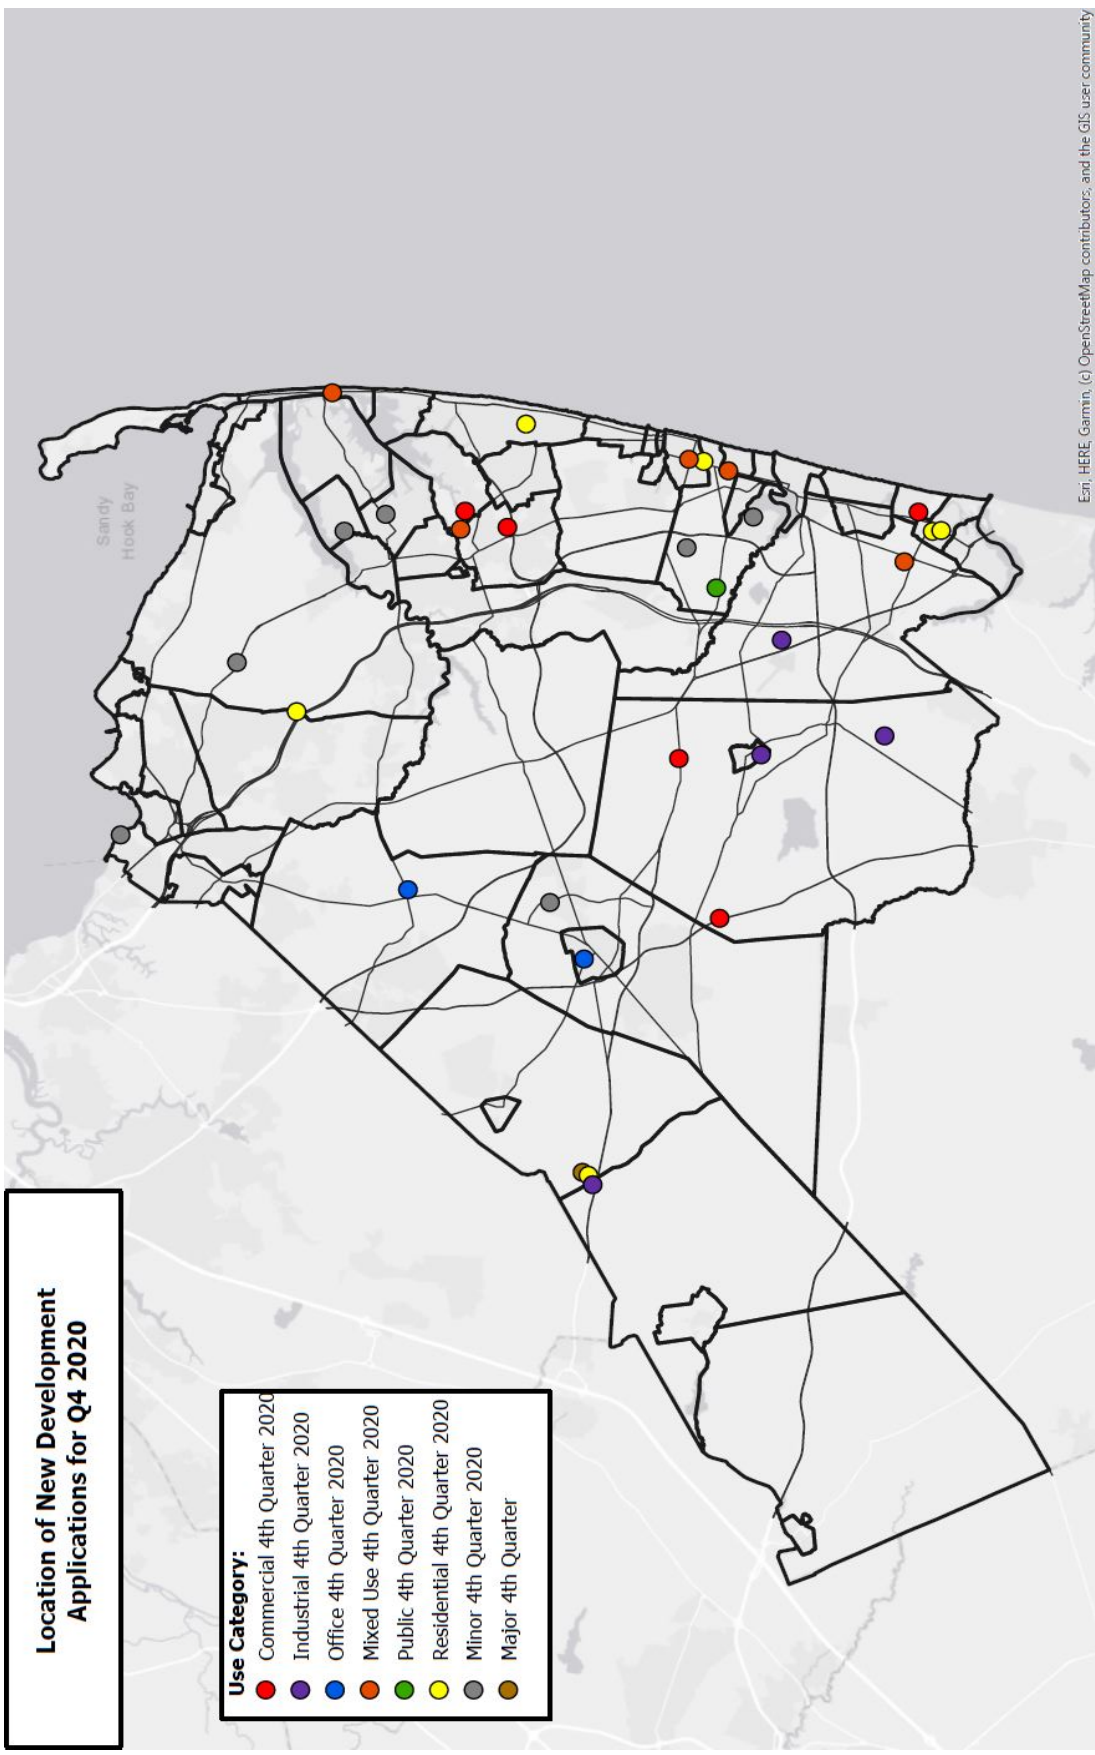 Location of New Development
Applications for Q4 2020
Use Category:
Commercial 4th Quarter 2020
Industrial 4th Quarter 2020
Office 4th Quarter 2020
Mixed Use 4th Quarter 2020
Public 4th Quarter 2020
Residential 4th Quarter 2020
Minor 4th Quarter 2020
Major 4th Quarter
Sandy
Hook Bay
Esri, HERE, Garmin, (c) OpenStreetMap contributors, and the GIS user community